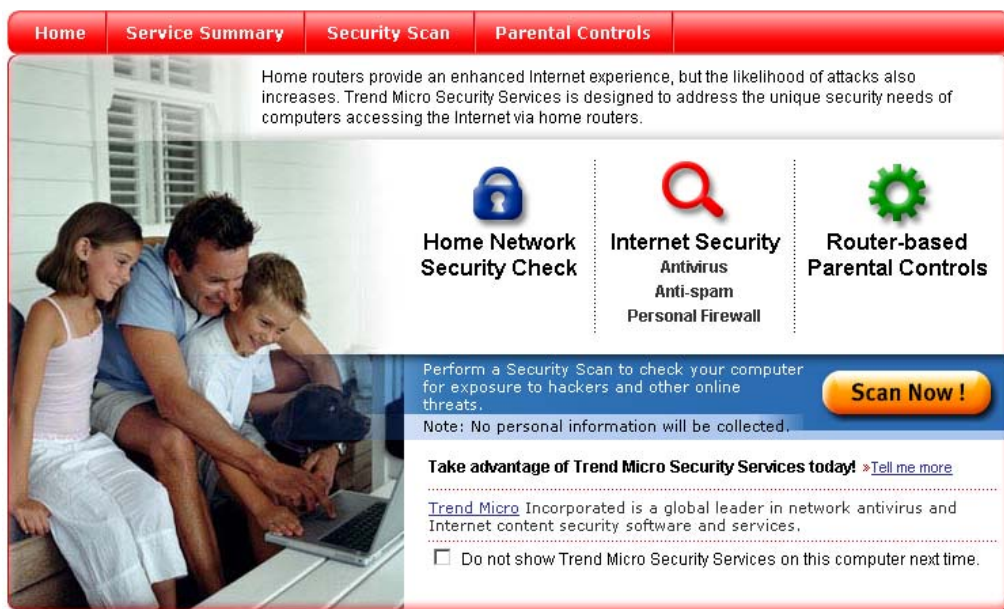 Home
Service Summary
Security Scan
Parental Controls
Home routers provide an enhanced Internet experience, but the likelihood of attacks also
increases. Trend Micro Security Services is designed to address the unique security needs of
computers accessing the Internet via home routers.
Home Network
Security Check
Internet Security
Antivirus
Anti-spam
Personal Firewall
Router-based
Parental Controls
Perform a Security Scan to check your computer
for exposure to hackers and other online
threats.
Note: No personal information will be collected.
Scan Now !
Take advantage of Trend Micro Security Services today! »Tell me more
Trend Micro Incorporated is a global leader in network antivirus and
Internet content security software and services.
Do not show Trend Micro Security Services on this computer next time.